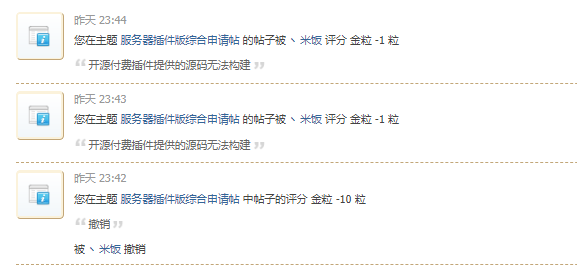 昨天 23:44
您在主题 服务器插件版综合申请帖 的帖子被 丶米饭 评分 金粒 -1 粒
“ 开源付费插件提供的源码无法构建 ”
昨天 23:43
您在主题 服务器插件版综合申请帖 的帖子被 丶米饭 评分 金粒 -1 粒
“ 开源付费插件提供的源码无法构建 ”
昨天 23:42
您在主题 服务器插件版综合申请帖 中帖子的评分 金粒 -10 粒
“ 撤销 ”
被 丶米饭 撤销